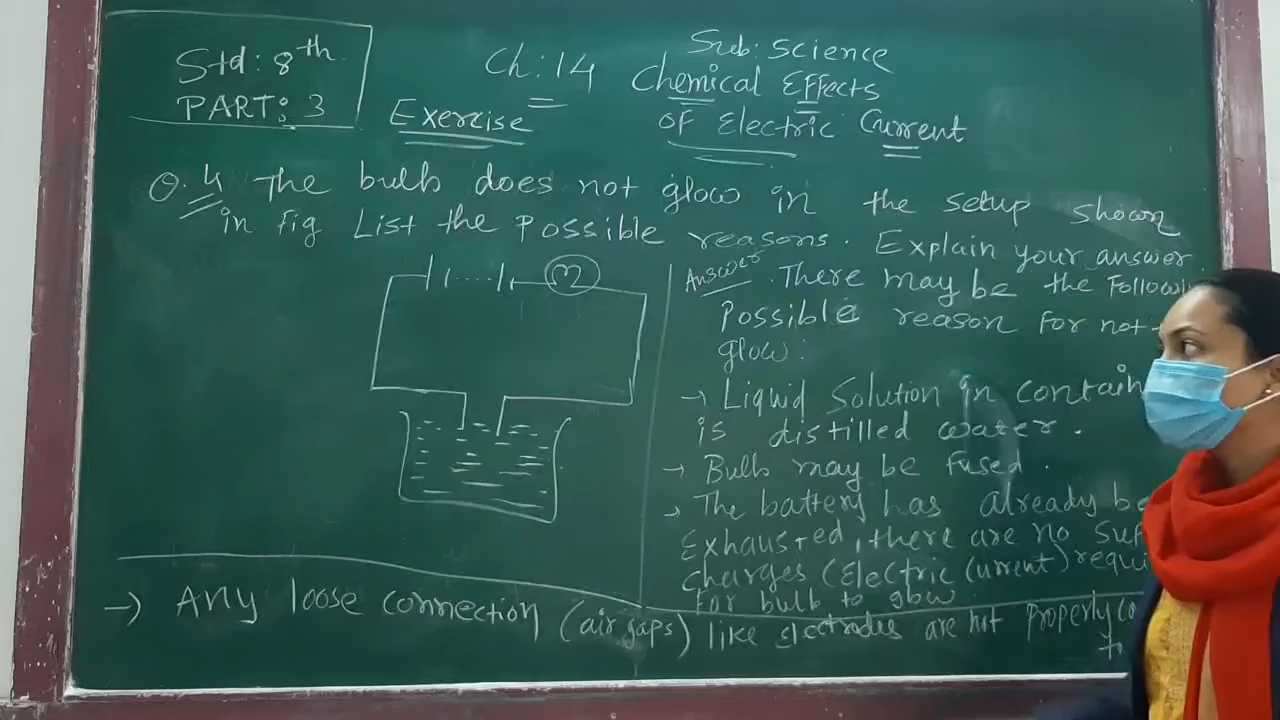 Std: 8th.
PART: 3
Ch: 14
Sub: Science
Chemical Effects
of Electric Current
Exercise
Q. 4 The bulb does not glow in the setup shown
in fig List the possible reasons. Explain your answer.
Answer. There may be the Followin
Possible reason for not-
glow:
→ Liquid Solution in contain
is distilled water.
→ Bulb may be fused.
→ The battery has already be
Exhausted, there are no suf
charges (Electric Current) requi
For bulb to glow.
→ Any loose connection (air gaps) like electrodes are not properly co